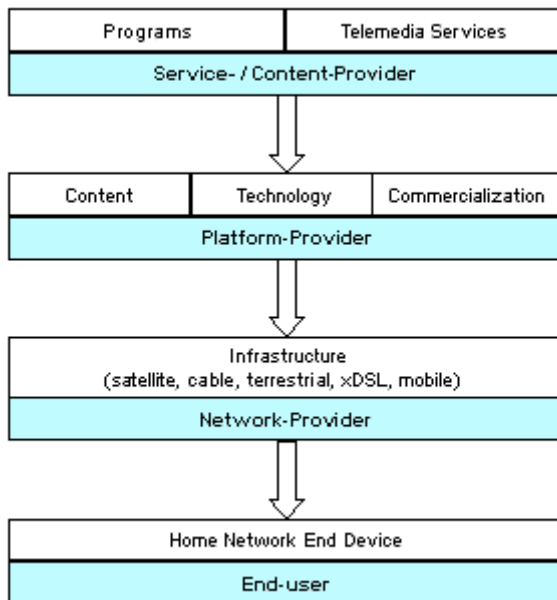 Programs
Telemedia Services
Service- / Content-Provider
Content
Technology
Commercialization
Platform-Provider
Infrastructure
(satellite, cable, terrestrial, xDSL, mobile)
Network-Provider
Home Network End Device
End-user